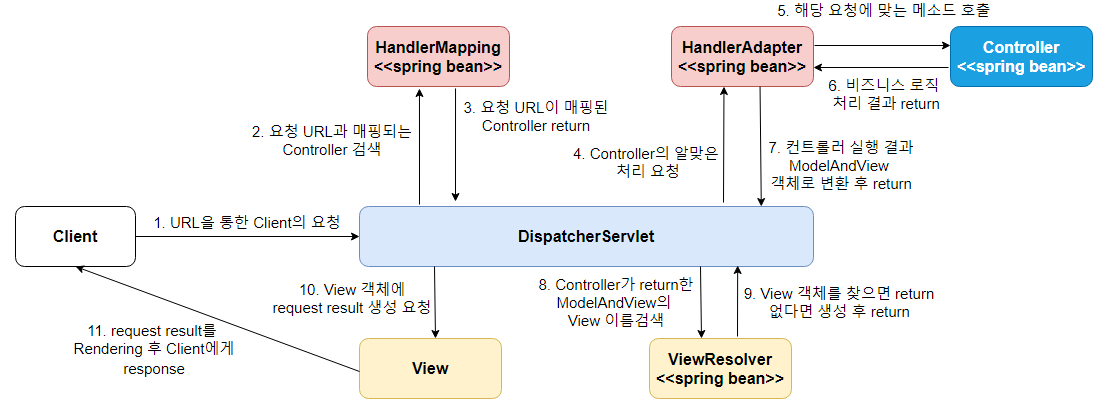 5. 해당 요청에 맞는 메소드 호출
HandlerMapping
<<spring bean>>
HandlerAdapter
<<spring bean>>
Controller
<<spring bean>>
6. 비즈니스 로직
처리 결과 return
3. 요청 URL이 매핑된
Controller return
2. 요청 URL과 매핑되는
Controller 검색
4. Controller의 알맞은
처리 요청
7. 컨트롤러 실행 결과
ModelAndView
객체로 변환 후 return
1. URL을 통한 Client의 요청
Client
DispatcherServlet
10. View 객체에
request result 생성 요청
8. Controller가 return한
ModelAndView의
View 이름검색
9. View 객체를 찾으면 return
없다면 생성 후 return
11. request result를
Rendering 후 Client에게
response
View
ViewResolver
<<spring bean>>